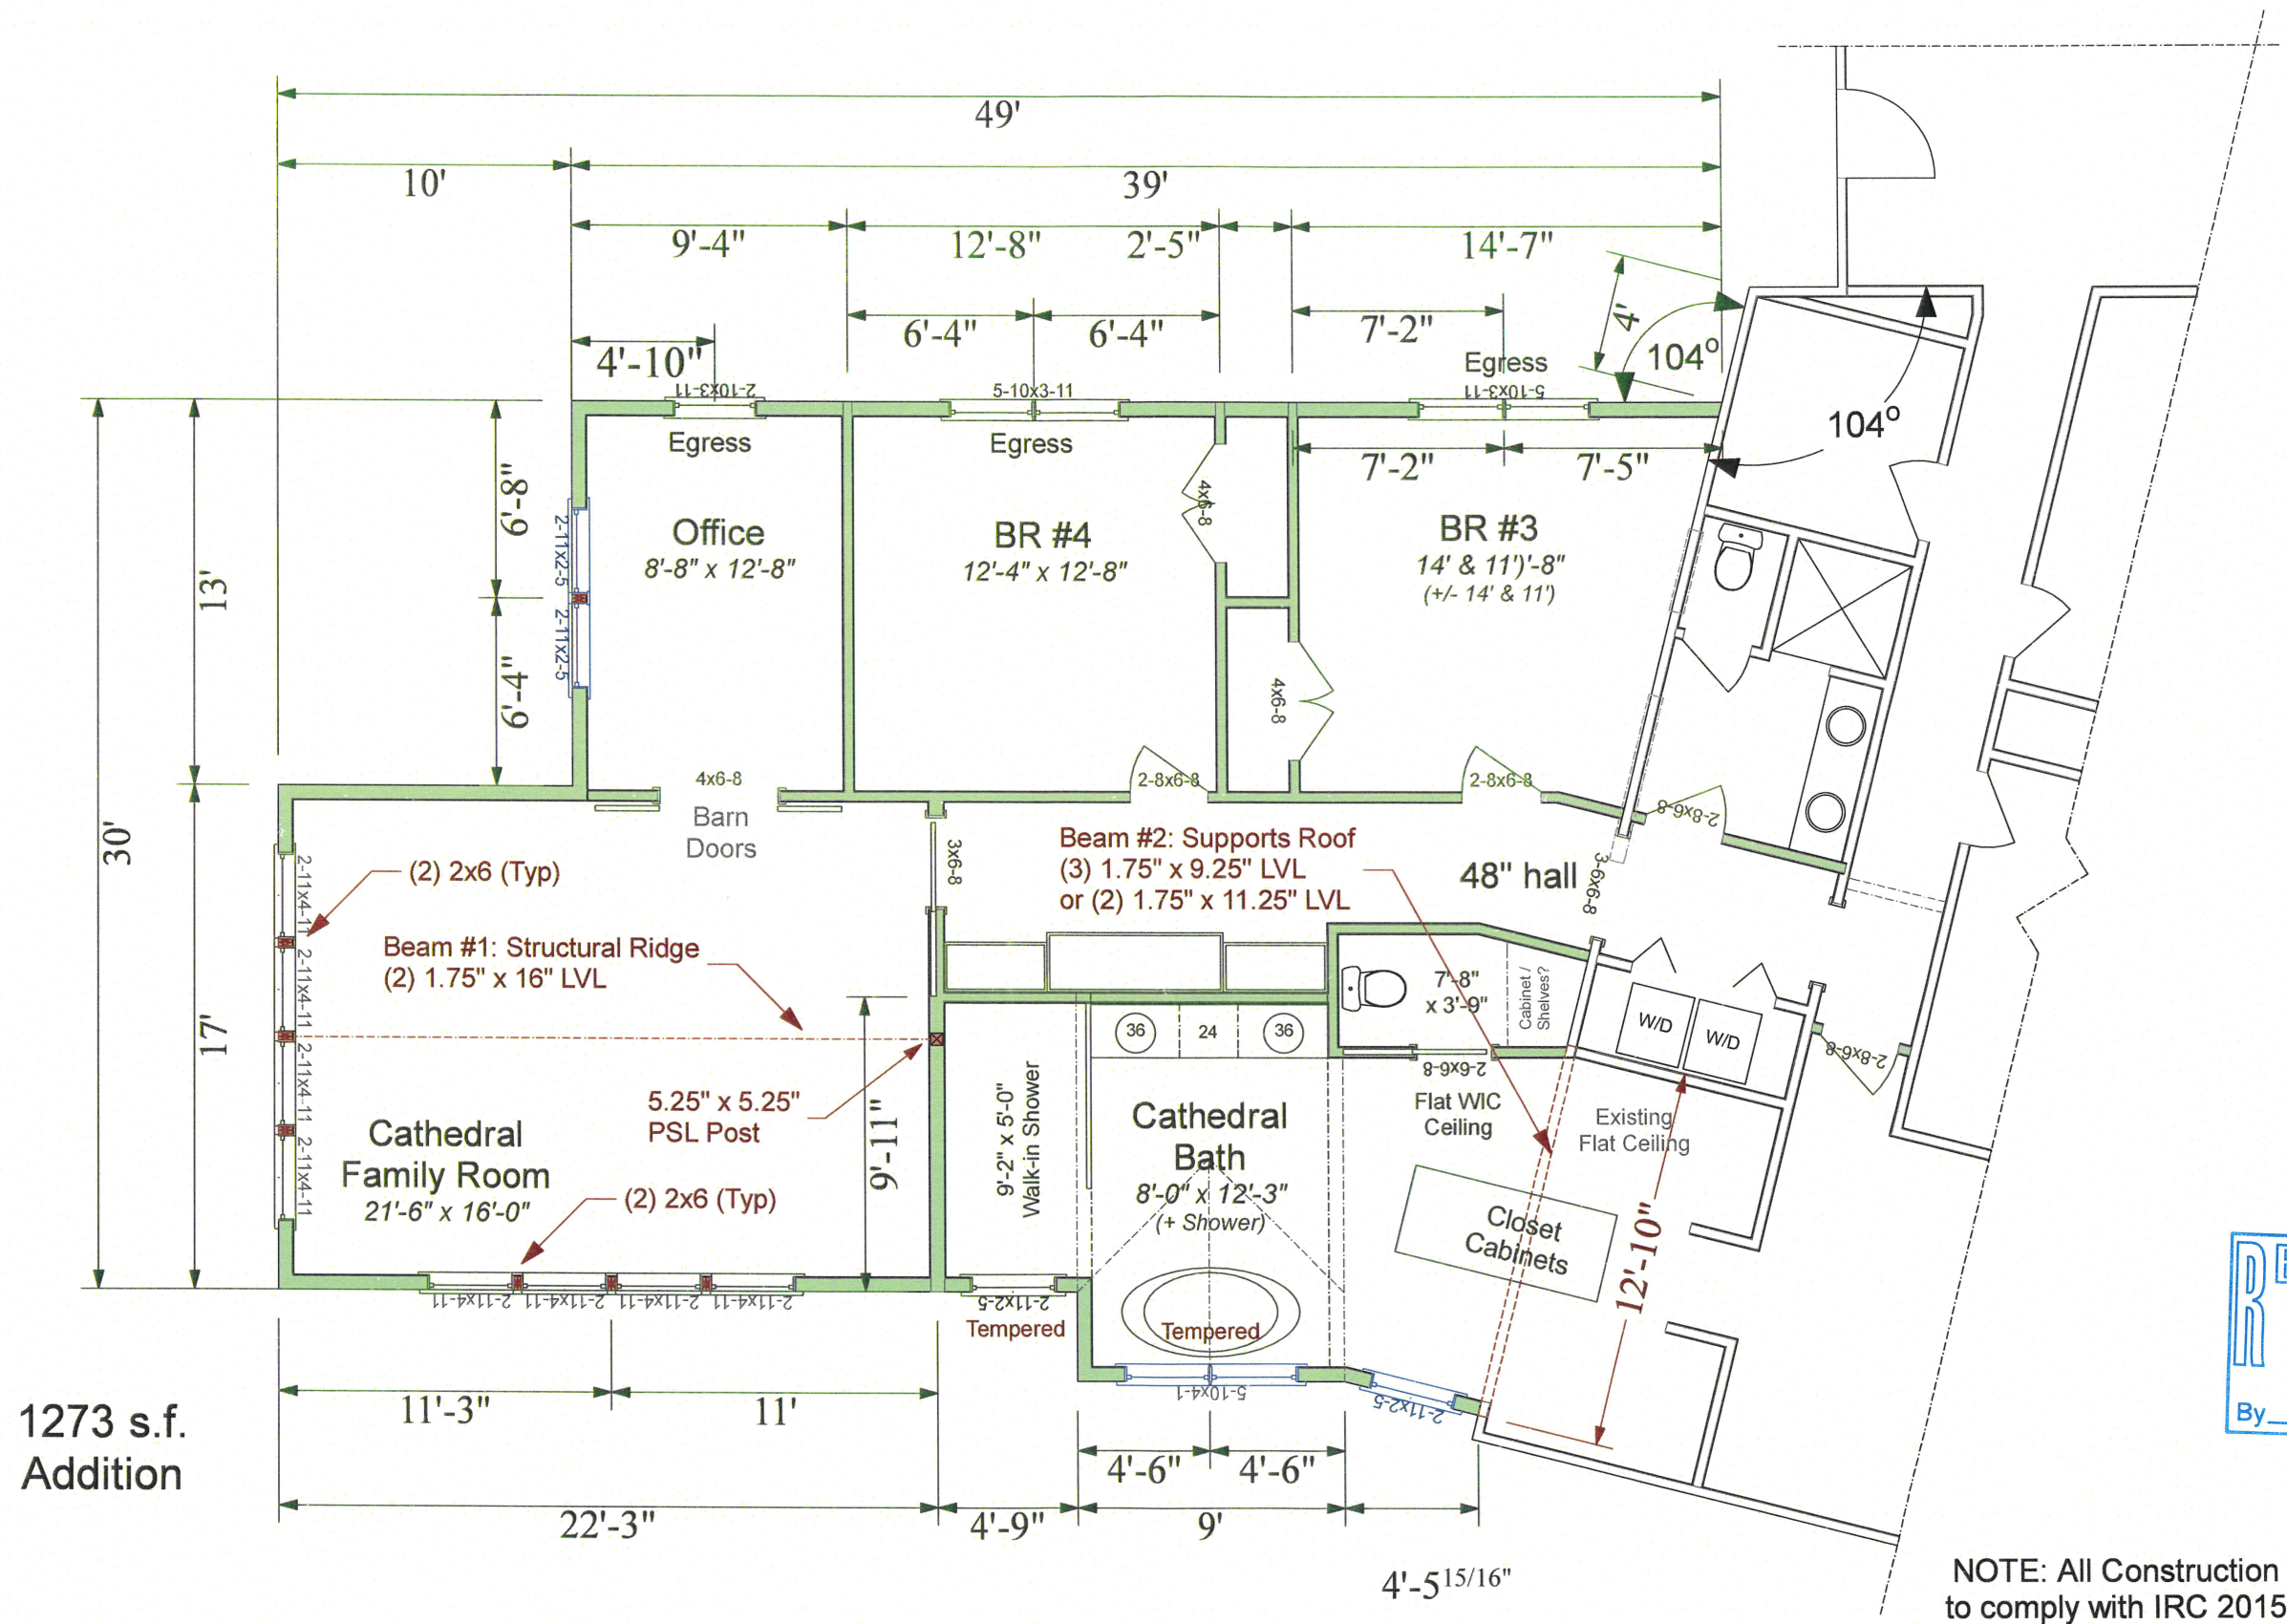 49'
10'
39'
9'-4"
12'-8"
2'-5"
14'-7"
6'-4"
6'-4"
7'-2"
4'
104°
4'-10"
Egress
2-10x3-11
5-10x3-11
5-10x3-11
104°
Egress
Egress
7'-2"
7'-5"
6'-8"
2-11x2-5
4x6-8
Office
8'-8" x 12'-8"
BR #4
12'-4" x 12'-8"
BR #3
14' & 11')'-8"
(+/- 14' & 11')
13'
6'-4"
2-11x2-5
4x6-8
4x6-8
2-8x6-8
2-8x6-8
2-8x6-8
Barn
Doors
30'
3x6-8
Beam #2: Supports Roof
(3) 1.75" x 9.25" LVL
or (2) 1.75" x 11.25" LVL
48" hall
3-6x6-8
(2) 2x6 (Typ)
2-11x4-11
2-11x4-11
2-11x4-11
2-11x4-11
Beam #1: Structural Ridge
(2) 1.75" x 16" LVL
17'
7'-8"
x 3'-9"
Cabinet /
Shelves?
W/D
W/D
36
24
36
2-6x6-8
2-8x6-8
5.25" x 5.25"
PSL Post
9'-11"
9'-2" x 5'-0"
Walk-in Shower
Cathedral
Bath
8'-0" x 12'-3"
(+ Shower)
Flat WIC
Ceiling
Existing
Flat Ceiling
Cathedral
Family Room
21'-6" x 16'-0"
(2) 2x6 (Typ)
Closet
Cabinets
12'-10"
2-11x4-11
2-11x4-11
2-11x4-11
2-11x4-11
2-11x2-5
Tempered
Tempered
5-10x4-1
2-11x2-5
11'-3"
11'
1273 s.f.
Addition
4'-6"
4'-6"
22'-3"
4'-9"
9'
4'-5 15/16"
By
NOTE: All Construction
to comply with IRC 2015